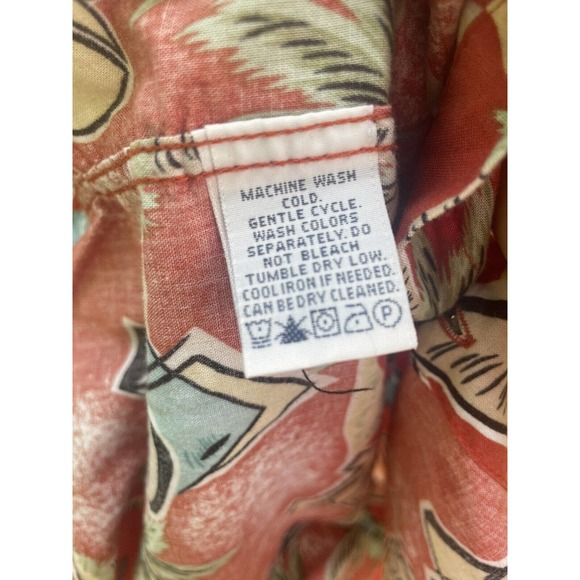 MACHINE WASH
COLD.
GENTLE CYCLE.
WASH COLORS
SEPARATELY. DO
NOT BLEACH
TUMBLE DRY LOW.
COOL IRON IF NEEDED.
CAN BE DRY CLEANED.
P